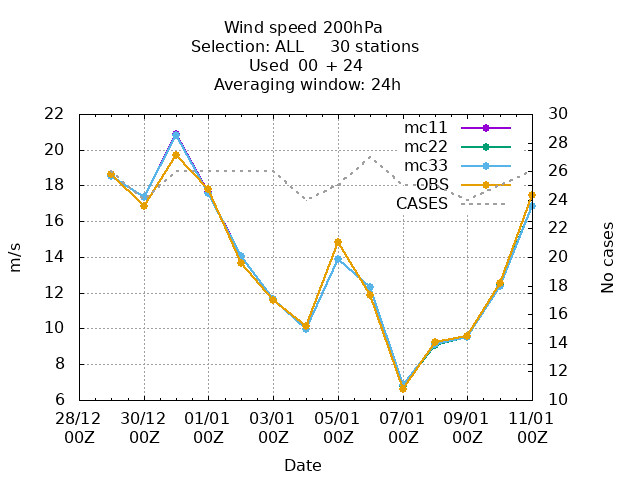 Wind speed 200hPa
Selection: ALL 30 stations
Used 00 + 24
Averaging window: 24h
22
20
18
16
14
12
10
8
6
m/s
30
28
26
24
22
20
18
16
14
12
10
No cases
mc11
mc22
mc33
OBS
CASES
28/12 30/12 01/01 03/01 05/01 07/01 09/01 11/01
00Z 00Z 00Z 00Z 00Z 00Z 00Z 00Z
Date